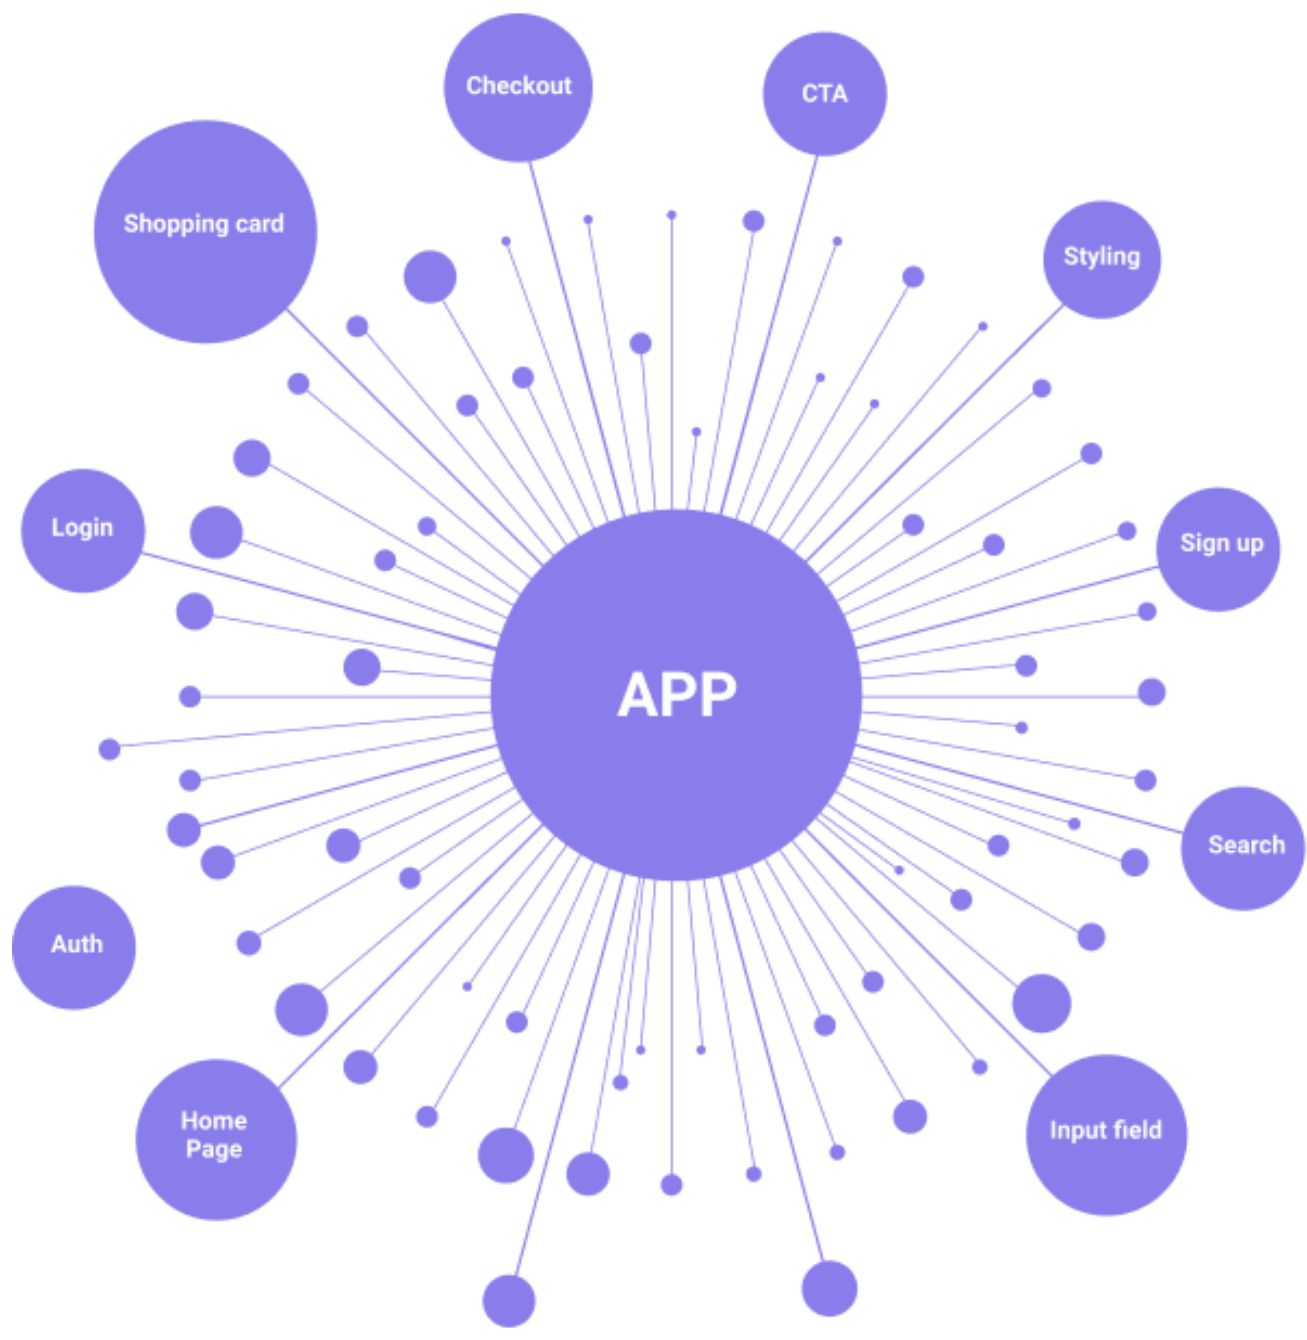 Checkout
CTA
Shopping card
Styling
Login
Sign up
APP
Search
Auth
Home
Page
Input field